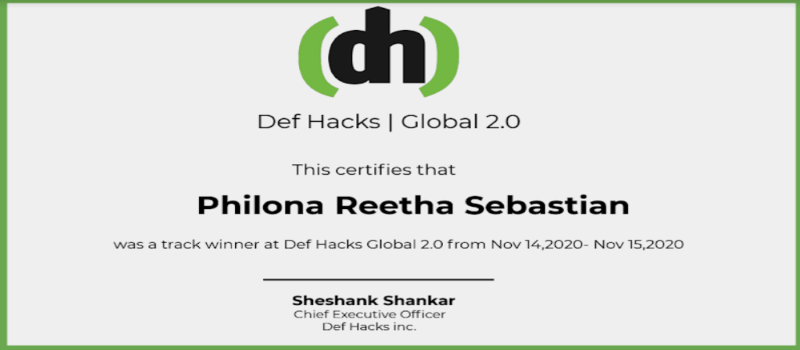 (dh)
Def Hacks | Global 2.0
This certifies that
Philona Reetha Sebastian
was a track winner at Def Hacks Global 2.0 from Nov 14,2020- Nov 15,2020
Sheshank Shankar
Chief Executive Officer
Def Hacks inc.